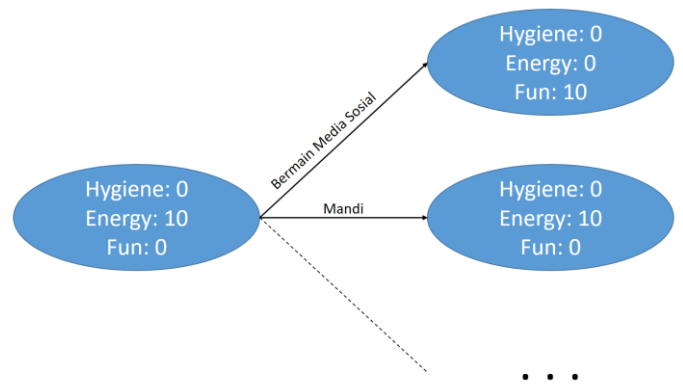 Hygiene: 0
Energy: 0
Fun: 10
Bermain Media Sosial
Hygiene: 0
Energy: 10
Fun: 0
Mandi
Hygiene: 0
Energy: 10
Fun: 0
. . .